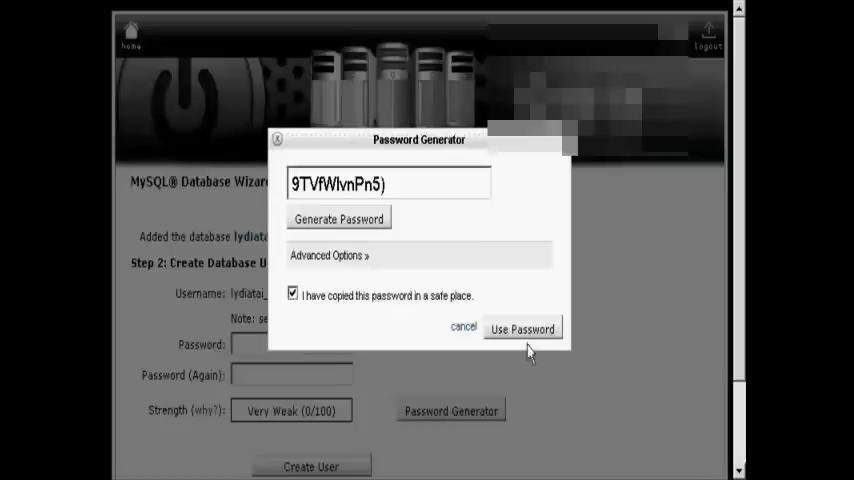 home
logout
Password Generator
MySQL® Database Wizar
9TVfWlvnPn5)
Generate Password
Added the database lydiata
Advanced Options »
Step 2: Create Database U
Username: lydiatai_
I have copied this password in a safe place.
Note: se
cancel
Use Password
Password:
Password (Again):
Strength (why?):
Very Weak (0/100)
Password Generator
Create User